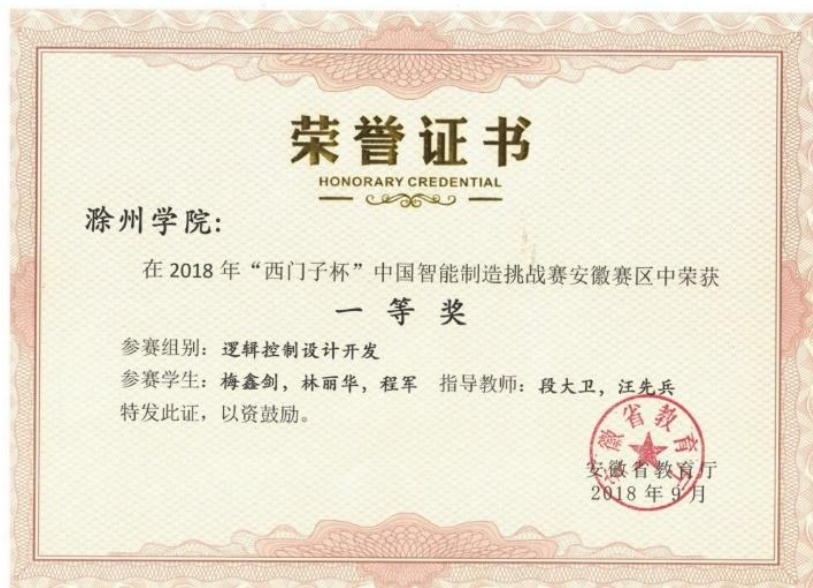 荣誉证书
HONORARY CREDENTIAL
滁州学院:
在 2018 年“西门子杯”中国智能制造挑战赛安徽赛区中荣获
一等奖
参赛组别: 逻辑控制设计开发
参赛学生: 梅鑫剑, 林丽华, 程军 指导教师: 段大卫, 汪先兵
特发此证, 以资鼓励。
安徽省教育厅
2018 年 9 月